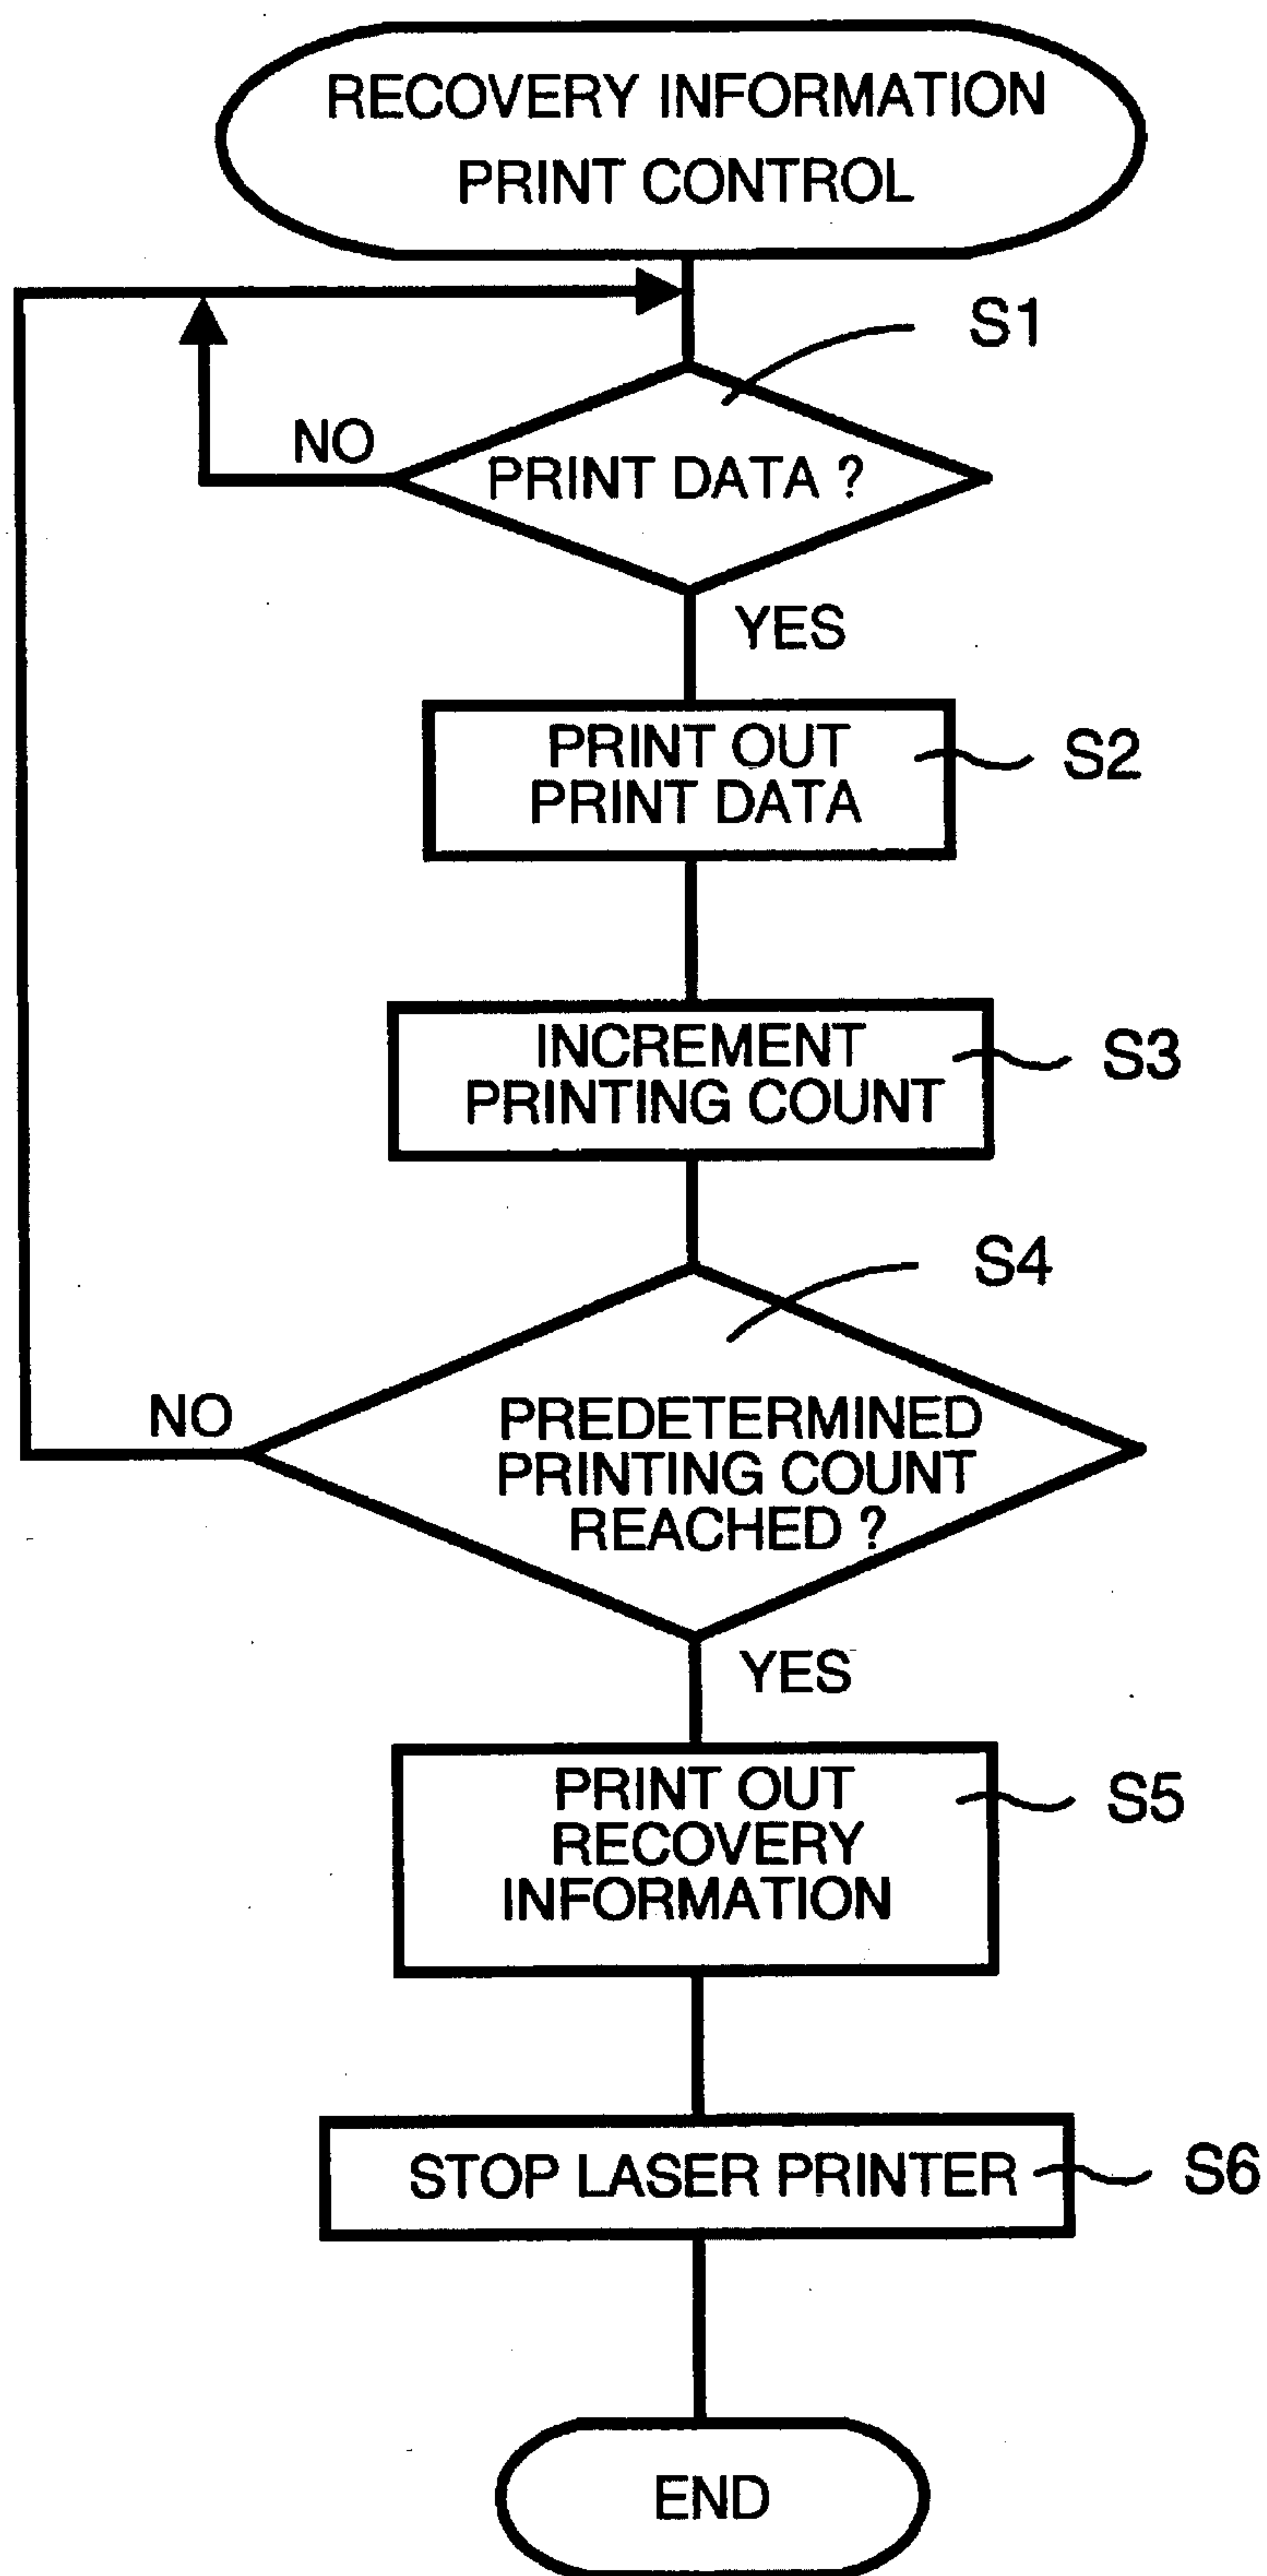 RECOVERY INFORMATION
PRINT CONTROL
S1
NO
PRINT DATA ?
YES
PRINT OUT
PRINT DATA
S2
INCREMENT
PRINTING COUNT
S3
S4
NO
PREDETERMINED
PRINTING COUNT
REACHED ?
YES
PRINT OUT
RECOVERY
INFORMATION
S5
STOP LASER PRINTER
S6
END